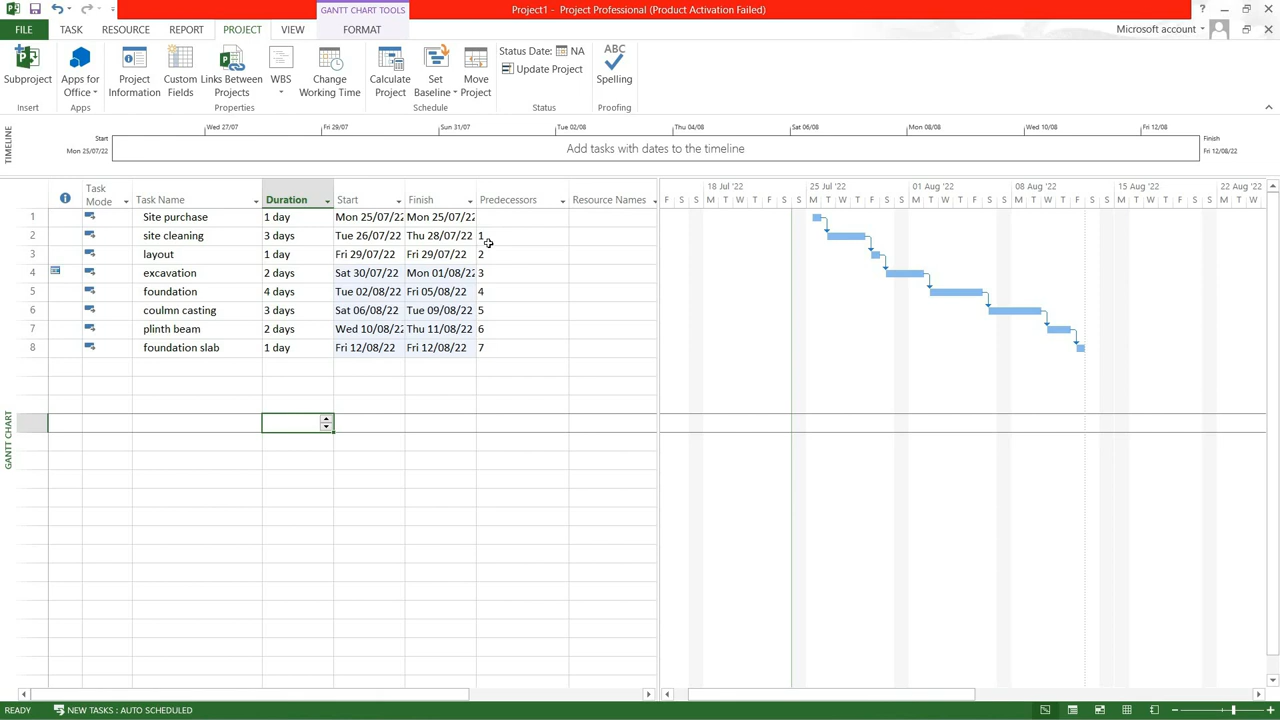 GANTT CHART TOOLS
Project1 - Project Professional (Product Activation Failed)
FILE TASK RESOURCE REPORT PROJECT VIEW FORMAT Microsoft account
Subproject
Apps for Office
Project Information
Custom Fields
Links Between Projects
WBS
Change Working Time
Calculate Project
Set Baseline
Move Project
Status Date: NA
Update Project
ABC
Spelling
Insert Apps Properties Schedule Status Proofing
TIMELINE
Wed 27/07 Fri 29/07 Sun 31/07 Tue 02/08 Thu 04/08 Sat 06/08 Mon 08/08 Wed 10/08 Fri 12/08
Start
Mon 25/07/22
Add tasks with dates to the timeline
Finish
Fri 12/08/22
GANTT CHART
Task Mode Task Name Duration Start Finish Predecessors Resource Names
18 Jul '22 25 Jul '22 01 Aug '22 08 Aug '22 15 Aug '22 22 Aug '22
F S S M T W T F S S M T W T F S S M T W T F S S M T W T F S S M T W
1 Site purchase 1 day Mon 25/07/22 Mon 25/07/22
2 site cleaning 3 days Tue 26/07/22 Thu 28/07/22 1
3 layout 1 day Fri 29/07/22 Fri 29/07/22 2
4 excavation 2 days Sat 30/07/22 Mon 01/08/22 3
5 foundation 4 days Tue 02/08/22 Fri 05/08/22 4
6 coulmn casting 3 days Sat 06/08/22 Tue 09/08/22 5
7 plinth beam 2 days Wed 10/08/22 Thu 11/08/22 6
8 foundation slab 1 day Fri 12/08/22 Fri 12/08/22 7
READY NEW TASKS : AUTO SCHEDULED